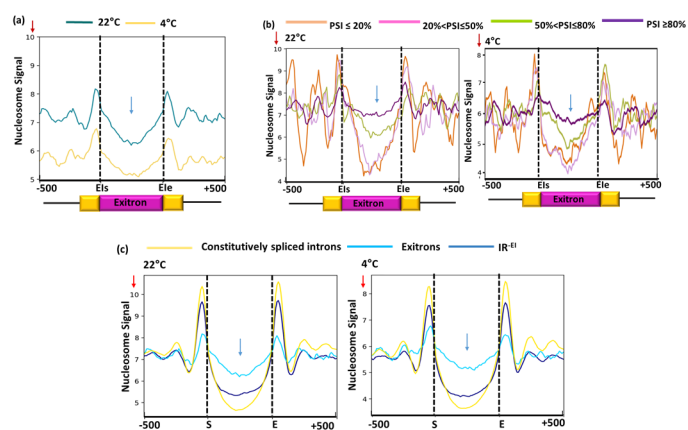 (a)
22°C 4°C
10
9
8
7
6
5
Nucleosome Signal
-500 EIs EIe +500
Exitron
(b)
PSI ≤ 20% 20%<PSI≤50% 50%<PSI≤80% PSI ≥80%
22°C
10
9
8
7
6
5
4
Nucleosome Signal
-500 EIs EIe +500
Exitron
4°C
8
7
6
5
4
Nucleosome Signal
-500 EIs EIe +500
Exitron
(c)
Constitutively spliced introns Exitrons IR-EI
22°C
10
9
8
7
6
5
Nucleosome Signal
-500 S E +500
4°C
8
7
6
5
4
Nucleosome Signal
-500 S E +500